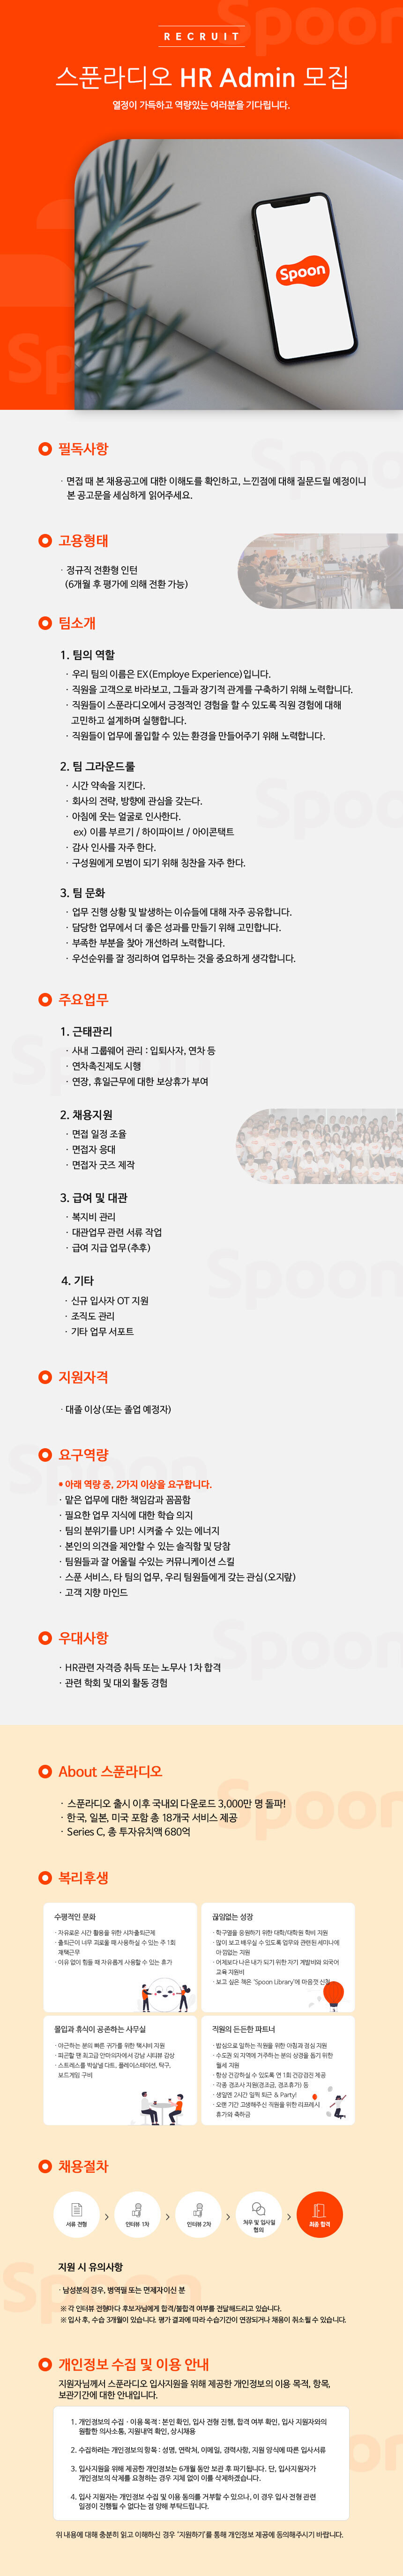 RECRUIT
스푼라디오 HR Admin 모집
열정이 가득하고 역량있는 여러분을 기다립니다.
Spoon
필독사항
· 면접 때 본 채용공고에 대한 이해도를 확인하고, 느낀점에 대해 질문드릴 예정이니
본 공고문을 세심하게 읽어주세요.
고용형태
· 정규직 전환형 인턴
(6개월 후 평가에 의해 전환 가능)
팀소개
1. 팀의 역할
· 우리 팀의 이름은 EX(Employe Experience)입니다.
· 직원을 고객으로 바라보고, 그들과 장기적 관계를 구축하기 위해 노력합니다.
· 직원들이 스푼라디오에서 긍정적인 경험을 할 수 있도록 직원 경험에 대해
고민하고 설계하며 실행합니다.
· 직원들이 업무에 몰입할 수 있는 환경을 만들어주기 위해 노력합니다.
2. 팀 그라운드룰
· 시간 약속을 지킨다.
· 회사의 전략, 방향에 관심을 갖는다.
· 아침에 웃는 얼굴로 인사한다.
ex) 이름 부르기 / 하이파이브 / 아이콘택트
· 감사 인사를 자주 한다.
· 구성원에게 모범이 되기 위해 칭찬을 자주 한다.
3. 팀 문화
· 업무 진행 상황 및 발생하는 이슈들에 대해 자주 공유합니다.
· 담당한 업무에서 더 좋은 성과를 만들기 위해 고민합니다.
· 부족한 부분을 찾아 개선하려 노력합니다.
· 우선순위를 잘 정리하여 업무하는 것을 중요하게 생각합니다.
주요업무
1. 근태관리
· 사내 그룹웨어 관리 : 입퇴사자, 연차 등
· 연차촉진제도 시행
· 연장, 휴일근무에 대한 보상휴가 부여
2. 채용지원
· 면접 일정 조율
· 면접자 응대
· 면접자 굿즈 제작
3. 급여 및 대관
· 복지비 관리
· 대관업무 관련 서류 작업
· 급여 지급 업무(추후)
4. 기타
· 신규 입사자 OT 지원
· 조직도 관리
· 기타 업무 서포트
지원자격
· 대졸 이상(또는 졸업 예정자)
요구역량
* 아래 역량 중, 2가지 이상을 요구합니다.
· 맡은 업무에 대한 책임감과 꼼꼼함
· 필요한 업무 지식에 대한 학습 의지
· 팀의 분위기를 UP! 시켜줄 수 있는 에너지
· 본인의 의견을 제안할 수 있는 솔직함 및 당참
· 팀원들과 잘 어울릴 수있는 커뮤니케이션 스킬
· 스푼 서비스, 타 팀의 업무, 우리 팀원들에게 갖는 관심(오지랖)
· 고객 지향 마인드
우대사항
· HR관련 자격증 취득 또는 노무사 1차 합격
· 관련 학회 및 대외 활동 경험
About 스푼라디오
· 스푼라디오 출시 이후 국내외 다운로드 3,000만 명 돌파!
· 한국, 일본, 미국 포함 총 18개국 서비스 제공
· Series C, 총 투자유치액 680억
복리후생
수평적인 문화
· 자유로운 시간 활용을 위한 시차출퇴근제
· 출퇴근이 너무 괴로울 때 사용하실 수 있는 주 1회
재택근무
· 이유 없이 힘들 때 자유롭게 사용할 수 있는 휴가
끊임없는 성장
· 학구열을 응원하기 위한 대학/대학원 학비 지원
· 많이 보고 배우실 수 있도록 업무와 관련된 세미나에
아낌없는 지원
· 어제보다 나은 내가 되기 위한 자기 계발비와 외국어
교육 지원비
· 보고 싶은 책은 'Spoon Library'에 마음껏 신청
몰입과 휴식이 공존하는 사무실
· 야근하는 분의 빠른 귀가를 위한 택시비 지원
· 피곤할 땐 최고급 안마의자에서 강남 시티뷰 감상
· 스트레스를 박살낼 다트, 플레이스테이션, 탁구,
보드게임 구비
직원의 든든한 파트너
· 밥심으로 일하는 직원을 위한 아침과 점심 지원
· 수도권 외 지역에 거주하는 분의 상경을 돕기 위한
월세 지원
· 항상 건강하실 수 있도록 연 1회 건강검진 제공
· 각종 경조사 지원(경조금, 경조휴가) 등
· 생일엔 2시간 일찍 퇴근 & Party!
· 오랜 기간 고생해주신 직원을 위한 리프레시
휴가와 축하금
채용절차
서류 전형
인터뷰 1차
인터뷰 2차
처우 및 입사일
협의
최종 합격
지원 시 유의사항
· 남성분의 경우, 병역필 또는 면제자이신 분
※ 각 인터뷰 전형마다 후보자님에게 합격/불합격 여부를 전달해드리고 있습니다.
※ 입사 후, 수습 3개월이 있습니다. 평가 결과에 따라 수습기간이 연장되거나 채용이 취소될 수 있습니다.
개인정보 수집 및 이용 안내
지원자님께서 스푼라디오 입사지원을 위해 제공한 개인정보의 이용 목적, 항목,
보관기간에 대한 안내입니다.
1. 개인정보의 수집 · 이용 목적 : 본인 확인, 입사 전형 진행, 합격 여부 확인, 입사 지원자와의
원활한 의사소통, 지원내역 확인, 상시채용
2. 수집하려는 개인정보의 항목 : 성명, 연락처, 이메일, 경력사항, 지원 양식에 따른 입사서류
3. 입사지원을 위해 제공한 개인정보는 6개월 동안 보관 후 파기됩니다. 단, 입사지원자가
개인정보의 삭제를 요청하는 경우 지체 없이 이를 삭제하겠습니다.
4. 입사 지원자는 개인정보 수집 및 이용 동의를 거부할 수 있으나, 이 경우 입사 전형 관련
일정이 진행될 수 없다는 점 양해 부탁드립니다.
위 내용에 대해 충분히 읽고 이해하신 경우 '지원하기'를 통해 개인정보 제공에 동의해주시기 바랍니다.